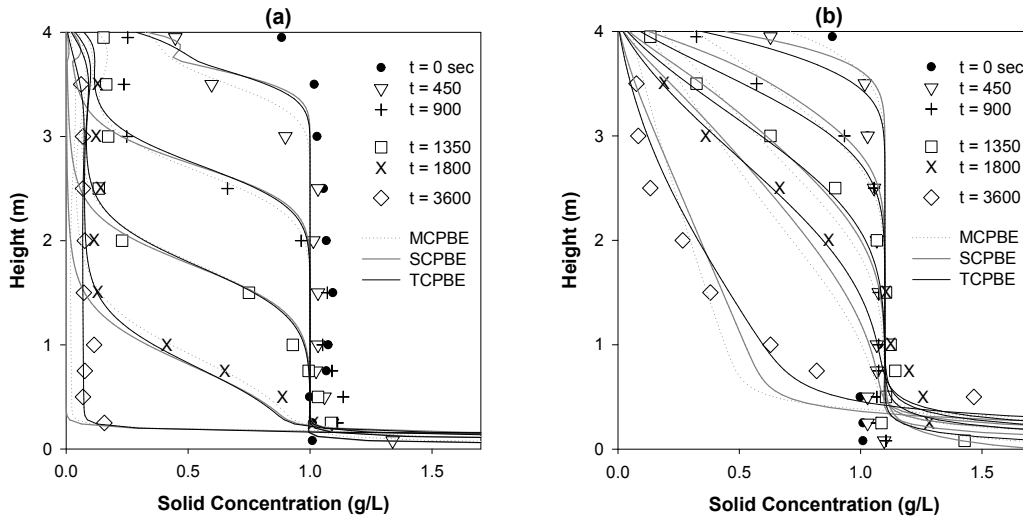 (a)
4
3
2
1
0
Height (m)
0.0 0.5 1.0 1.5
Solid Concentration (g/L)
t = 0 sec
t = 450
t = 900
t = 1350
t = 1800
t = 3600
MCPBE
SCPBE
TCPBE
(b)
4
3
2
1
0
Height (m)
0.0 0.5 1.0 1.5
Solid Concentration (g/L)
t = 0 sec
t = 450
t = 900
t = 1350
t = 1800
t = 3600
MCPBE
SCPBE
TCPBE